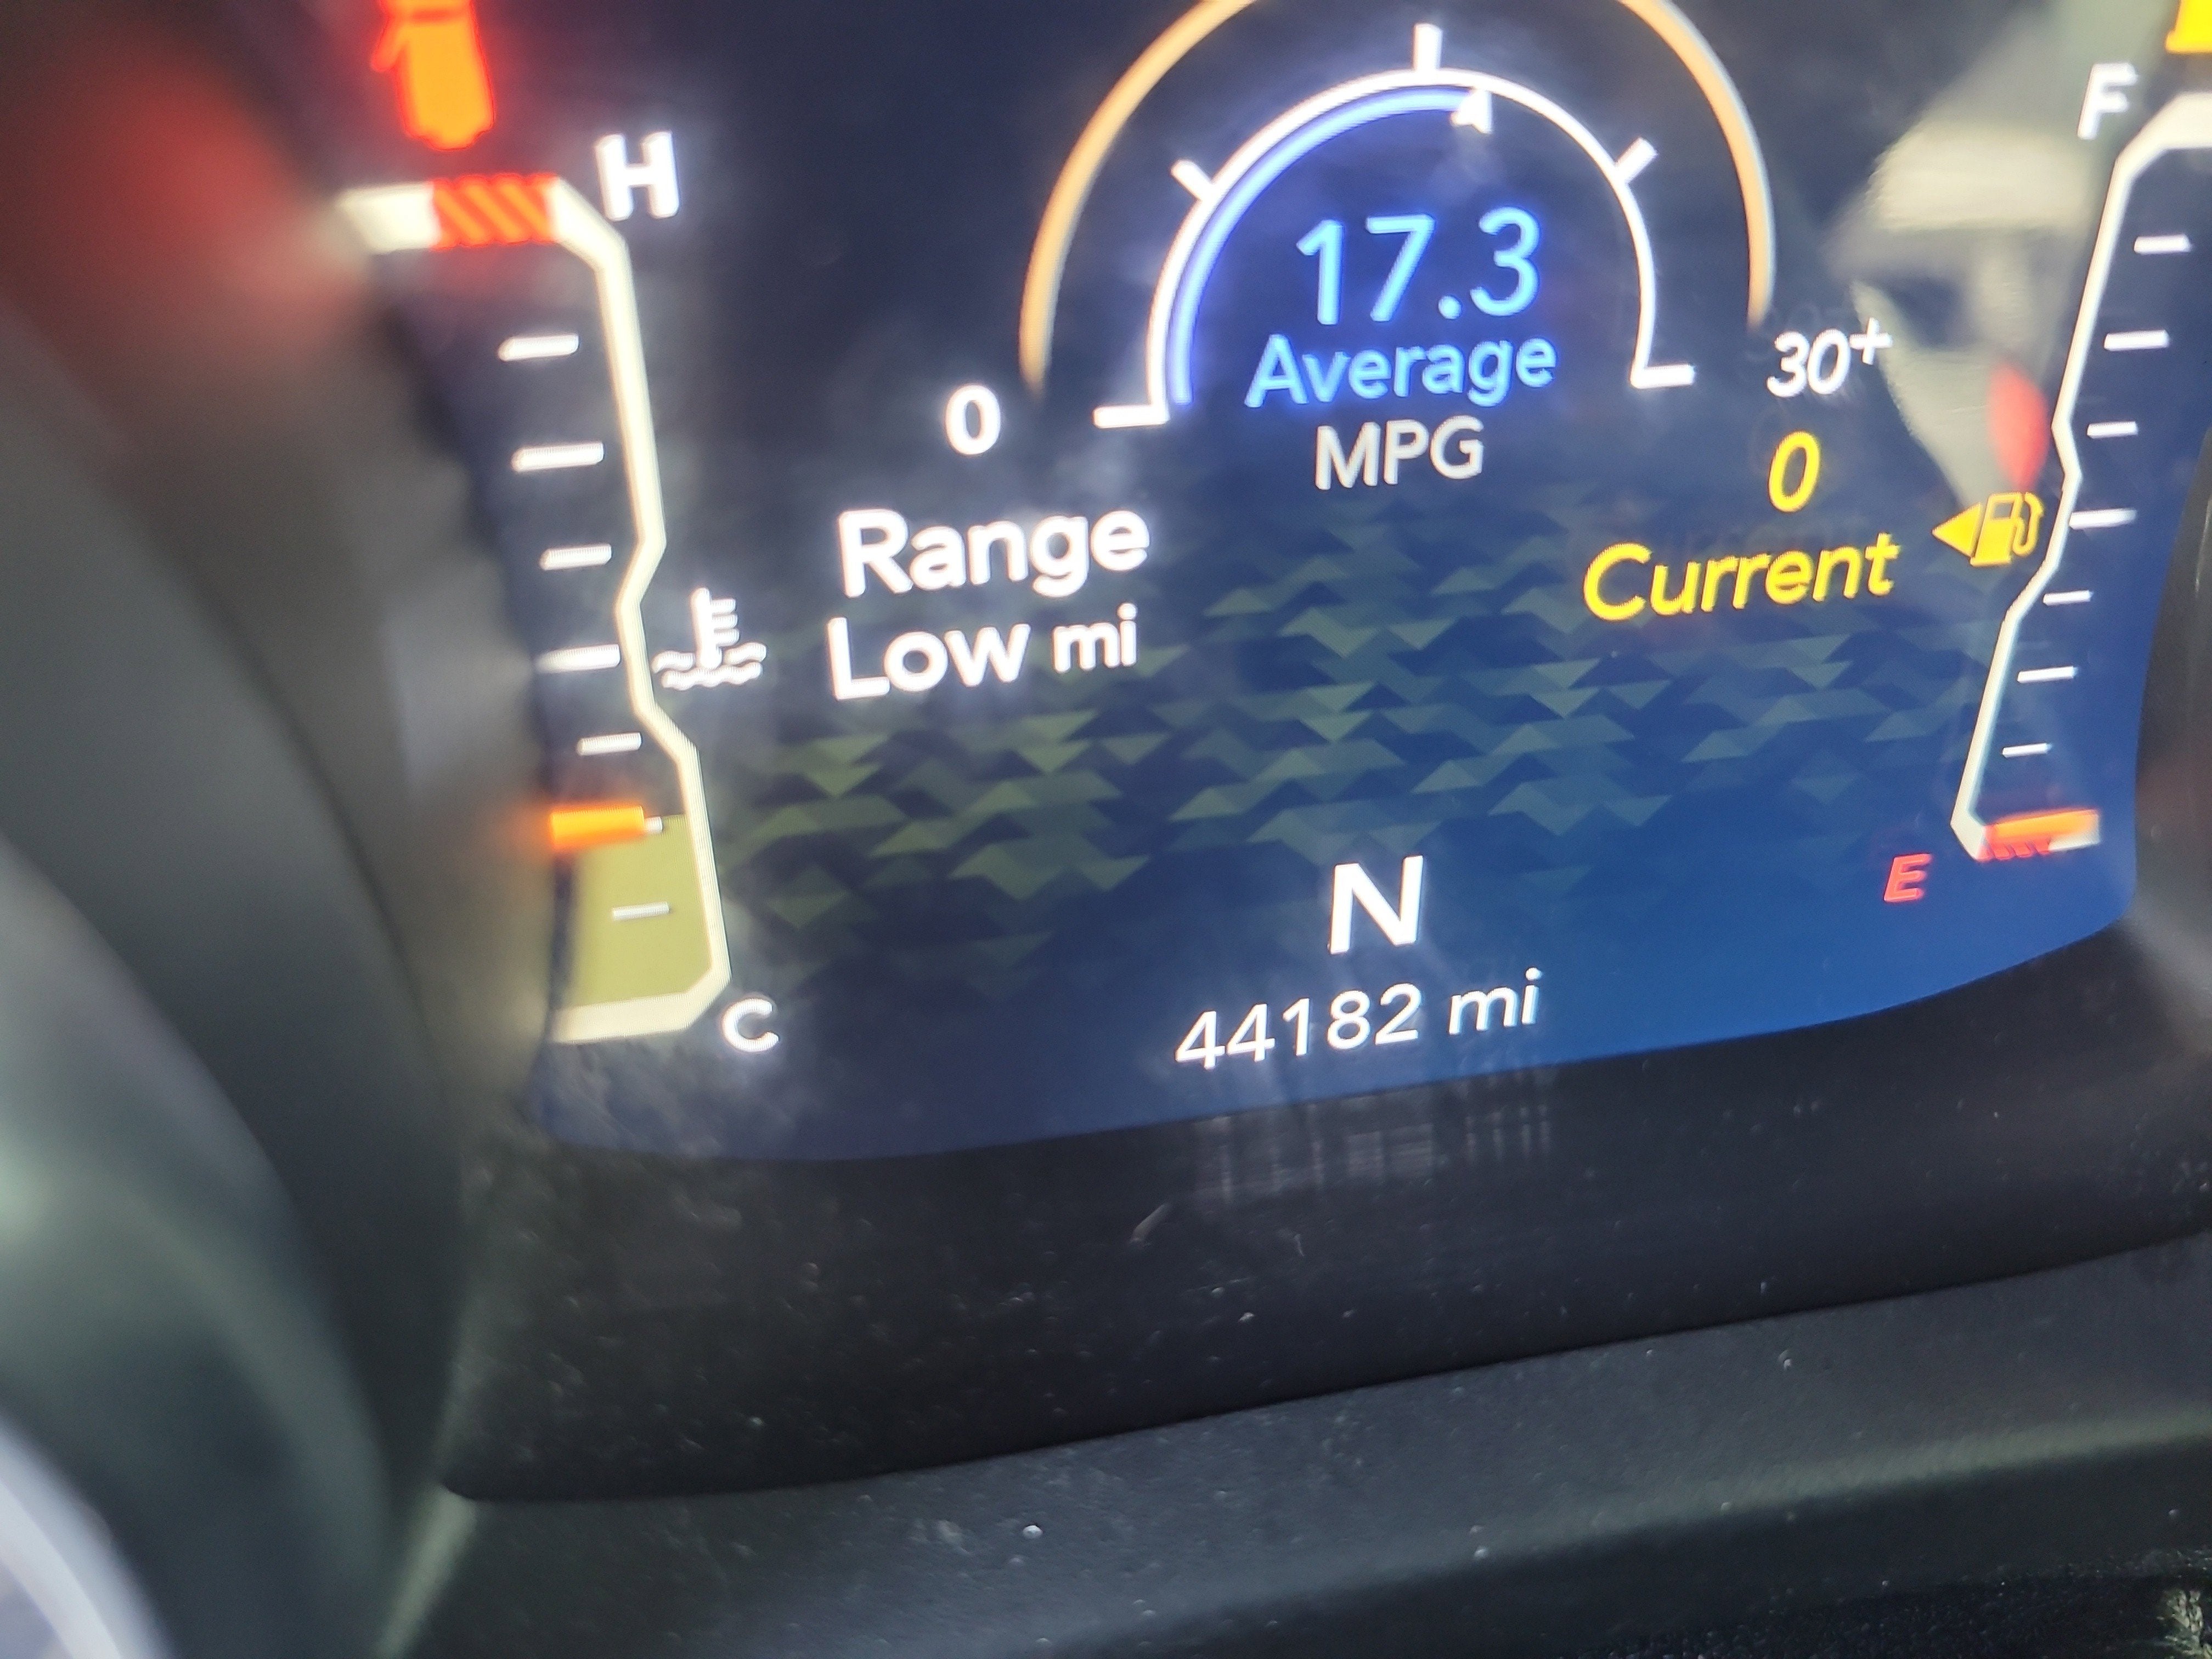 H
F
17.3
Average
MPG
0
30+
0
Current
Range
Low mi
E
N
C
44182 mi